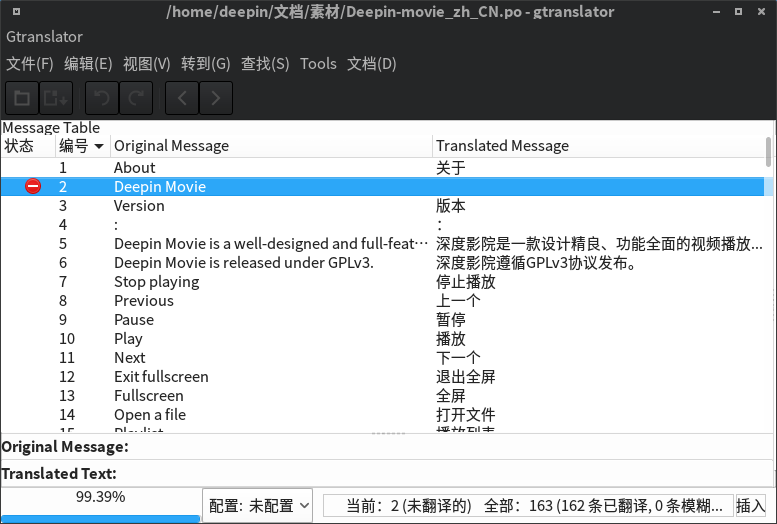 /home/deepin/文档/素材/Deepin-movie_zh_CN.po - gtranslator
Gtranslator
文件(F) 编辑(E) 视图(V) 转到(G) 查找(S) Tools 文档(D)
Message Table
状态 编号 Original Message Translated Message
1 About 关于
2 Deepin Movie
3 Version 版本
4 : ：
5 Deepin Movie is a well-designed and full-feat… 深度影院是一款设计精良、功能全面的视频播放...
6 Deepin Movie is released under GPLv3. 深度影院遵循GPLv3协议发布。
7 Stop playing 停止播放
8 Previous 上一个
9 Pause 暂停
10 Play 播放
11 Next 下一个
12 Exit fullscreen 退出全屏
13 Fullscreen 全屏
14 Open a file 打开文件
15 Playlist 播放列表
Original Message:
Translated Text:
99.39% 配置: 未配置 当前：2 (未翻译的) 全部：163 (162 条已翻译, 0 条模糊... 插入